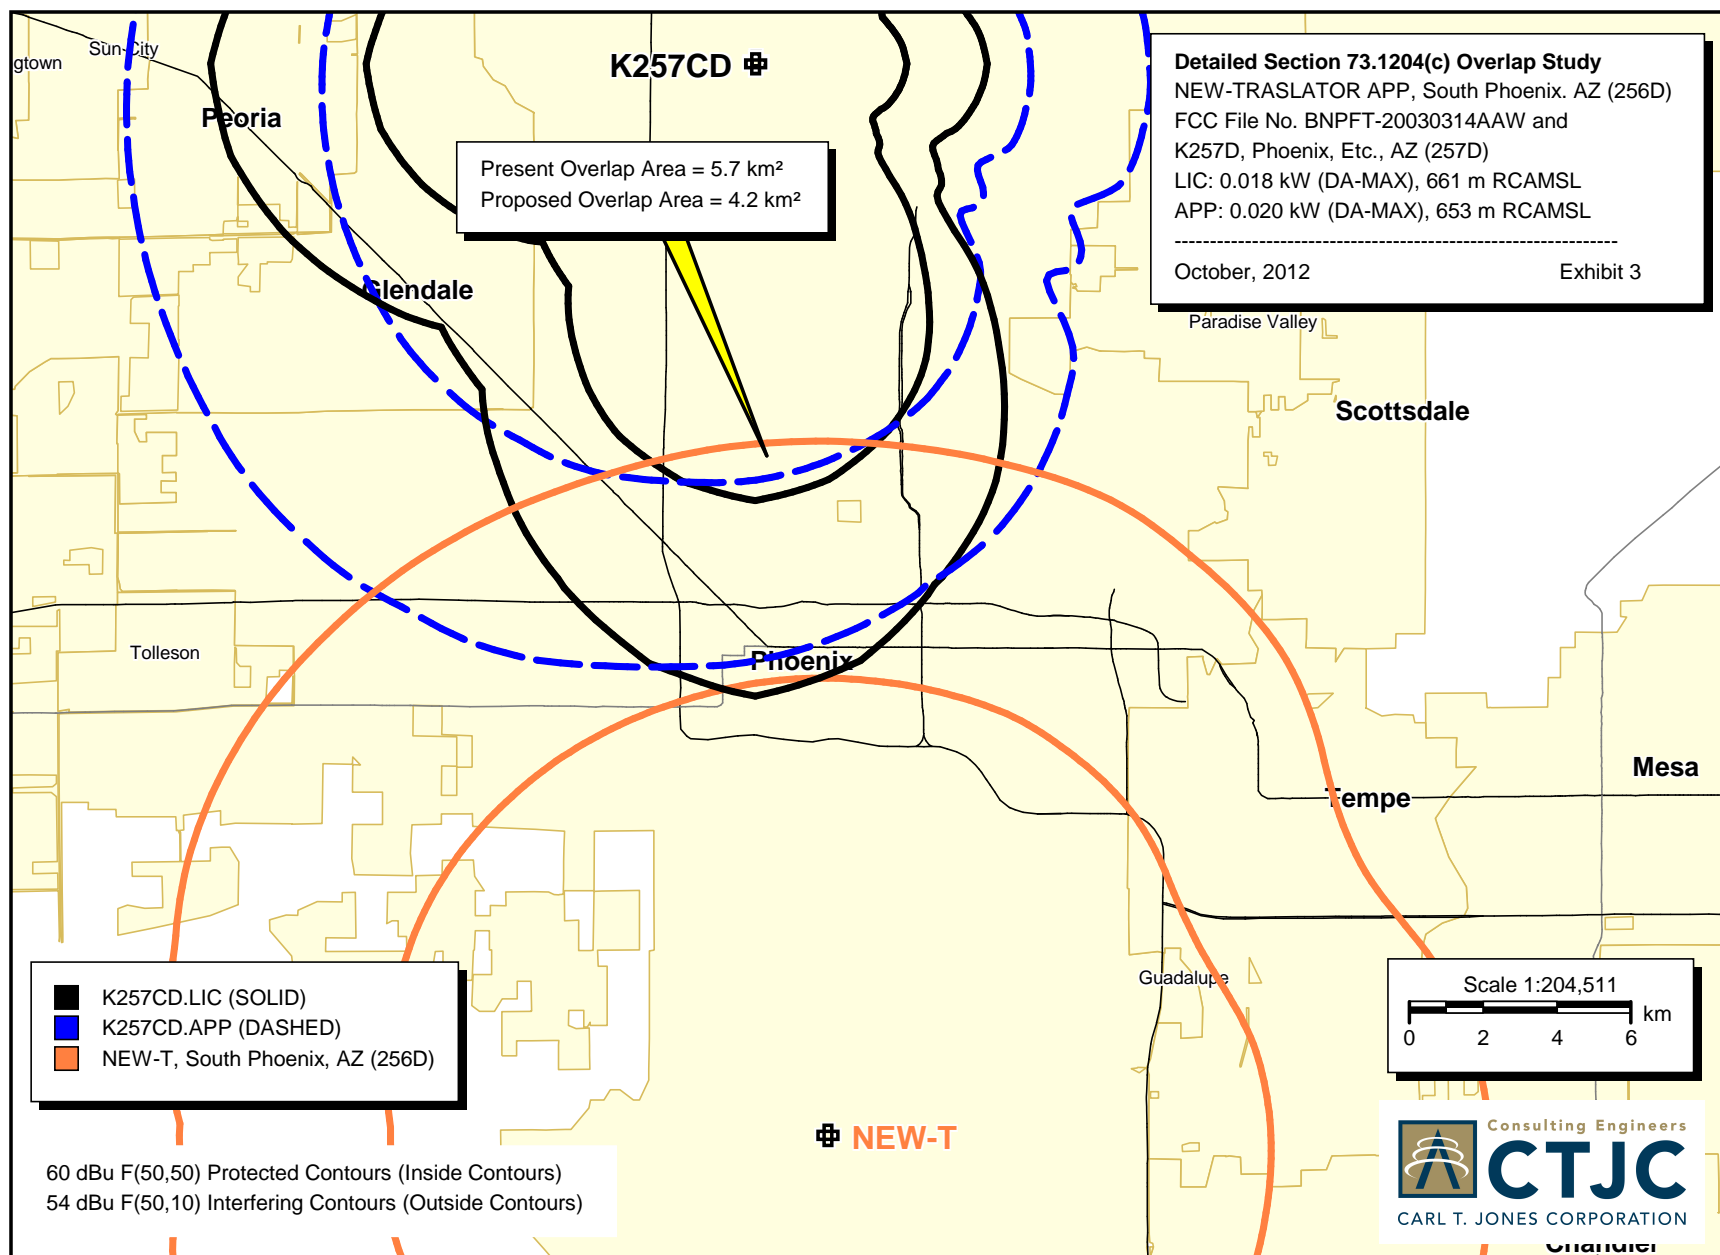 Sun City
gtown
K257CD
Peoria
Detailed Section 73.1204(c) Overlap Study
NEW-TRASLATOR APP, South Phoenix. AZ (256D)
FCC File No. BNPFT-20030314AAW and
K257D, Phoenix, Etc., AZ (257D)
LIC: 0.018 kW (DA-MAX), 661 m RCAMSL
APP: 0.020 kW (DA-MAX), 653 m RCAMSL
---------------------------------------------------------------
October, 2012 Exhibit 3
Present Overlap Area = 5.7 km²
Proposed Overlap Area = 4.2 km²
Glendale
Paradise Valley
Scottsdale
Tolleson
Phoenix
Mesa
Tempe
Guadalupe
K257CD.LIC (SOLID)
K257CD.APP (DASHED)
NEW-T, South Phoenix, AZ (256D)
Scale 1:204,511
km
0 2 4 6
NEW-T
60 dBu F(50,50) Protected Contours (Inside Contours)
54 dBu F(50,10) Interfering Contours (Outside Contours)
Consulting Engineers
CTJC
CARL T. JONES CORPORATION
Chandler